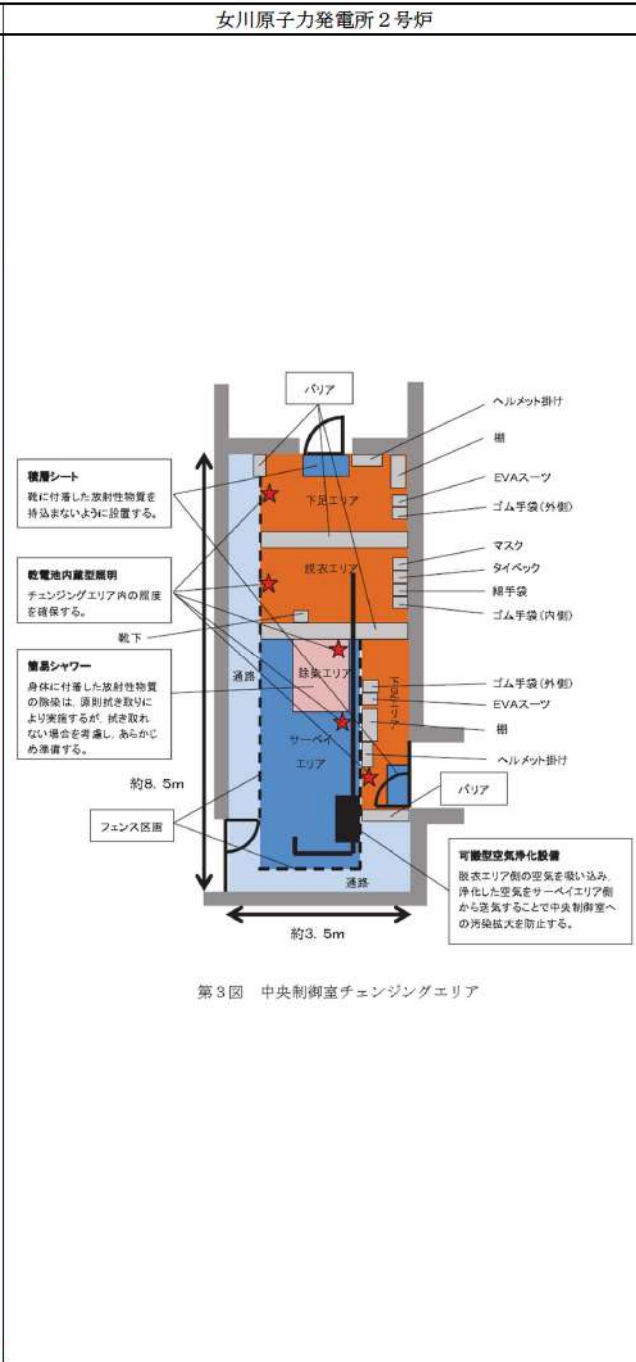 女川原子力発電所2号炉
バリア
ヘルメット掛け
棚
EVAスーツ
ゴム手袋(外側)
マスク
タイベック
綿手袋
ゴム手袋(内側)
積層シート
靴に付着した放射性物質を
持込まないように設置する。
乾電池内蔵型照明
チェンジングエリア内の照度
を確保する。
靴下
簡易シャワー
身体に付着した放射性物質
の除染は、原則拭き取りに
より実施するが、拭き取れ
ない場合を考慮し、あらかじ
め準備する。
下足エリア
脱衣エリア
除染エリア
サーベイ
エリア
下足エリア
通路
ゴム手袋(外側)
EVAスーツ
棚
ヘルメット掛け
バリア
約8.5m
フェンス区画
通路
約3.5m
可搬型空気浄化設備
脱衣エリア側の空気を吸い込み、
浄化した空気をサーベイエリア側
から送気することで中央制御室へ
の汚染拡大を防止する。
第3図 中央制御室チェンジングエリア